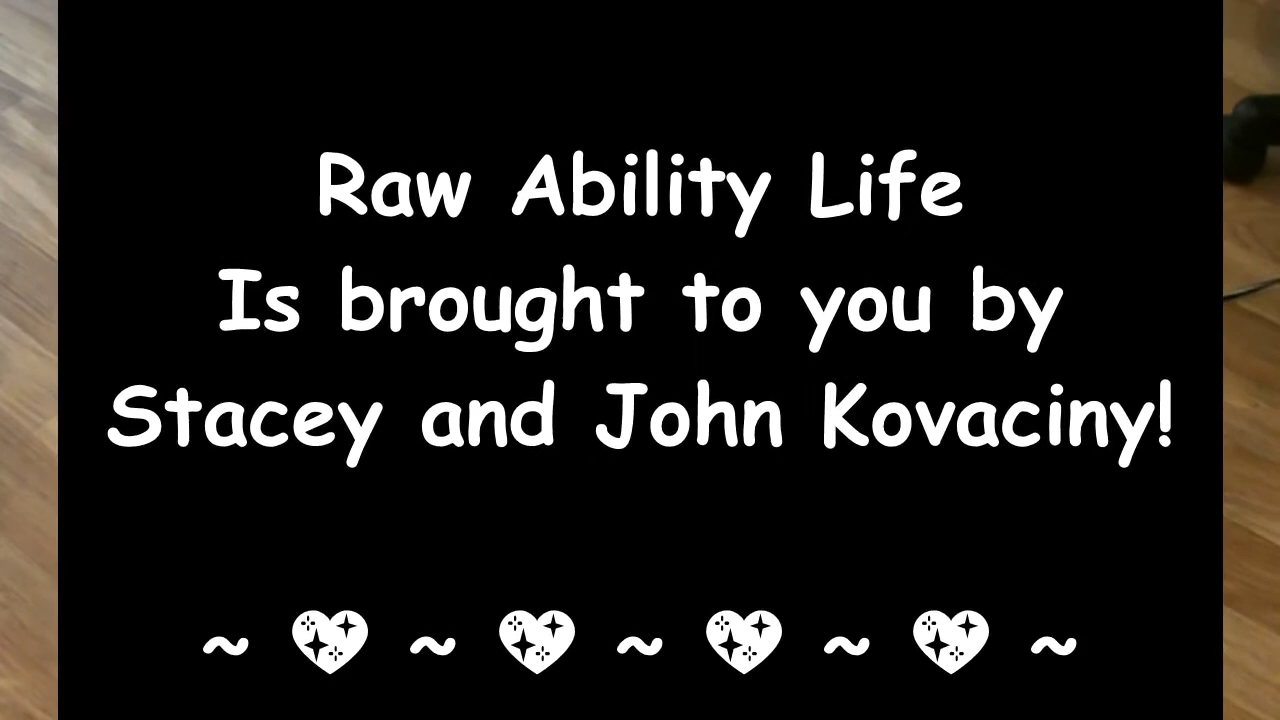 Raw Ability Life
Is brought to you by
Stacey and John Kovaciny!
~ 💖 ~ 💖 ~ 💖 ~ 💖 ~